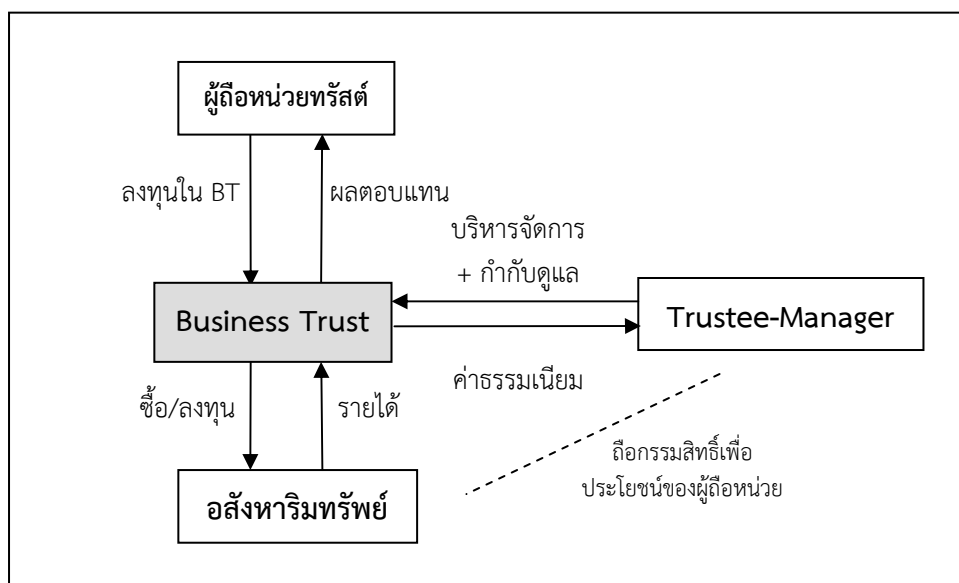 ผู้ถือหน่วยทรัสต์
ลงทุนใน BT
ผลตอบแทน
บริหารจัดการ
+ กำกับดูแล
Business Trust
Trustee-Manager
ค่าธรรมเนียม
ซื้อ/ลงทุน
รายได้
ถือกรรมสิทธิ์เพื่อ
ประโยชน์ของผู้ถือหน่วย
อสังหาริมทรัพย์